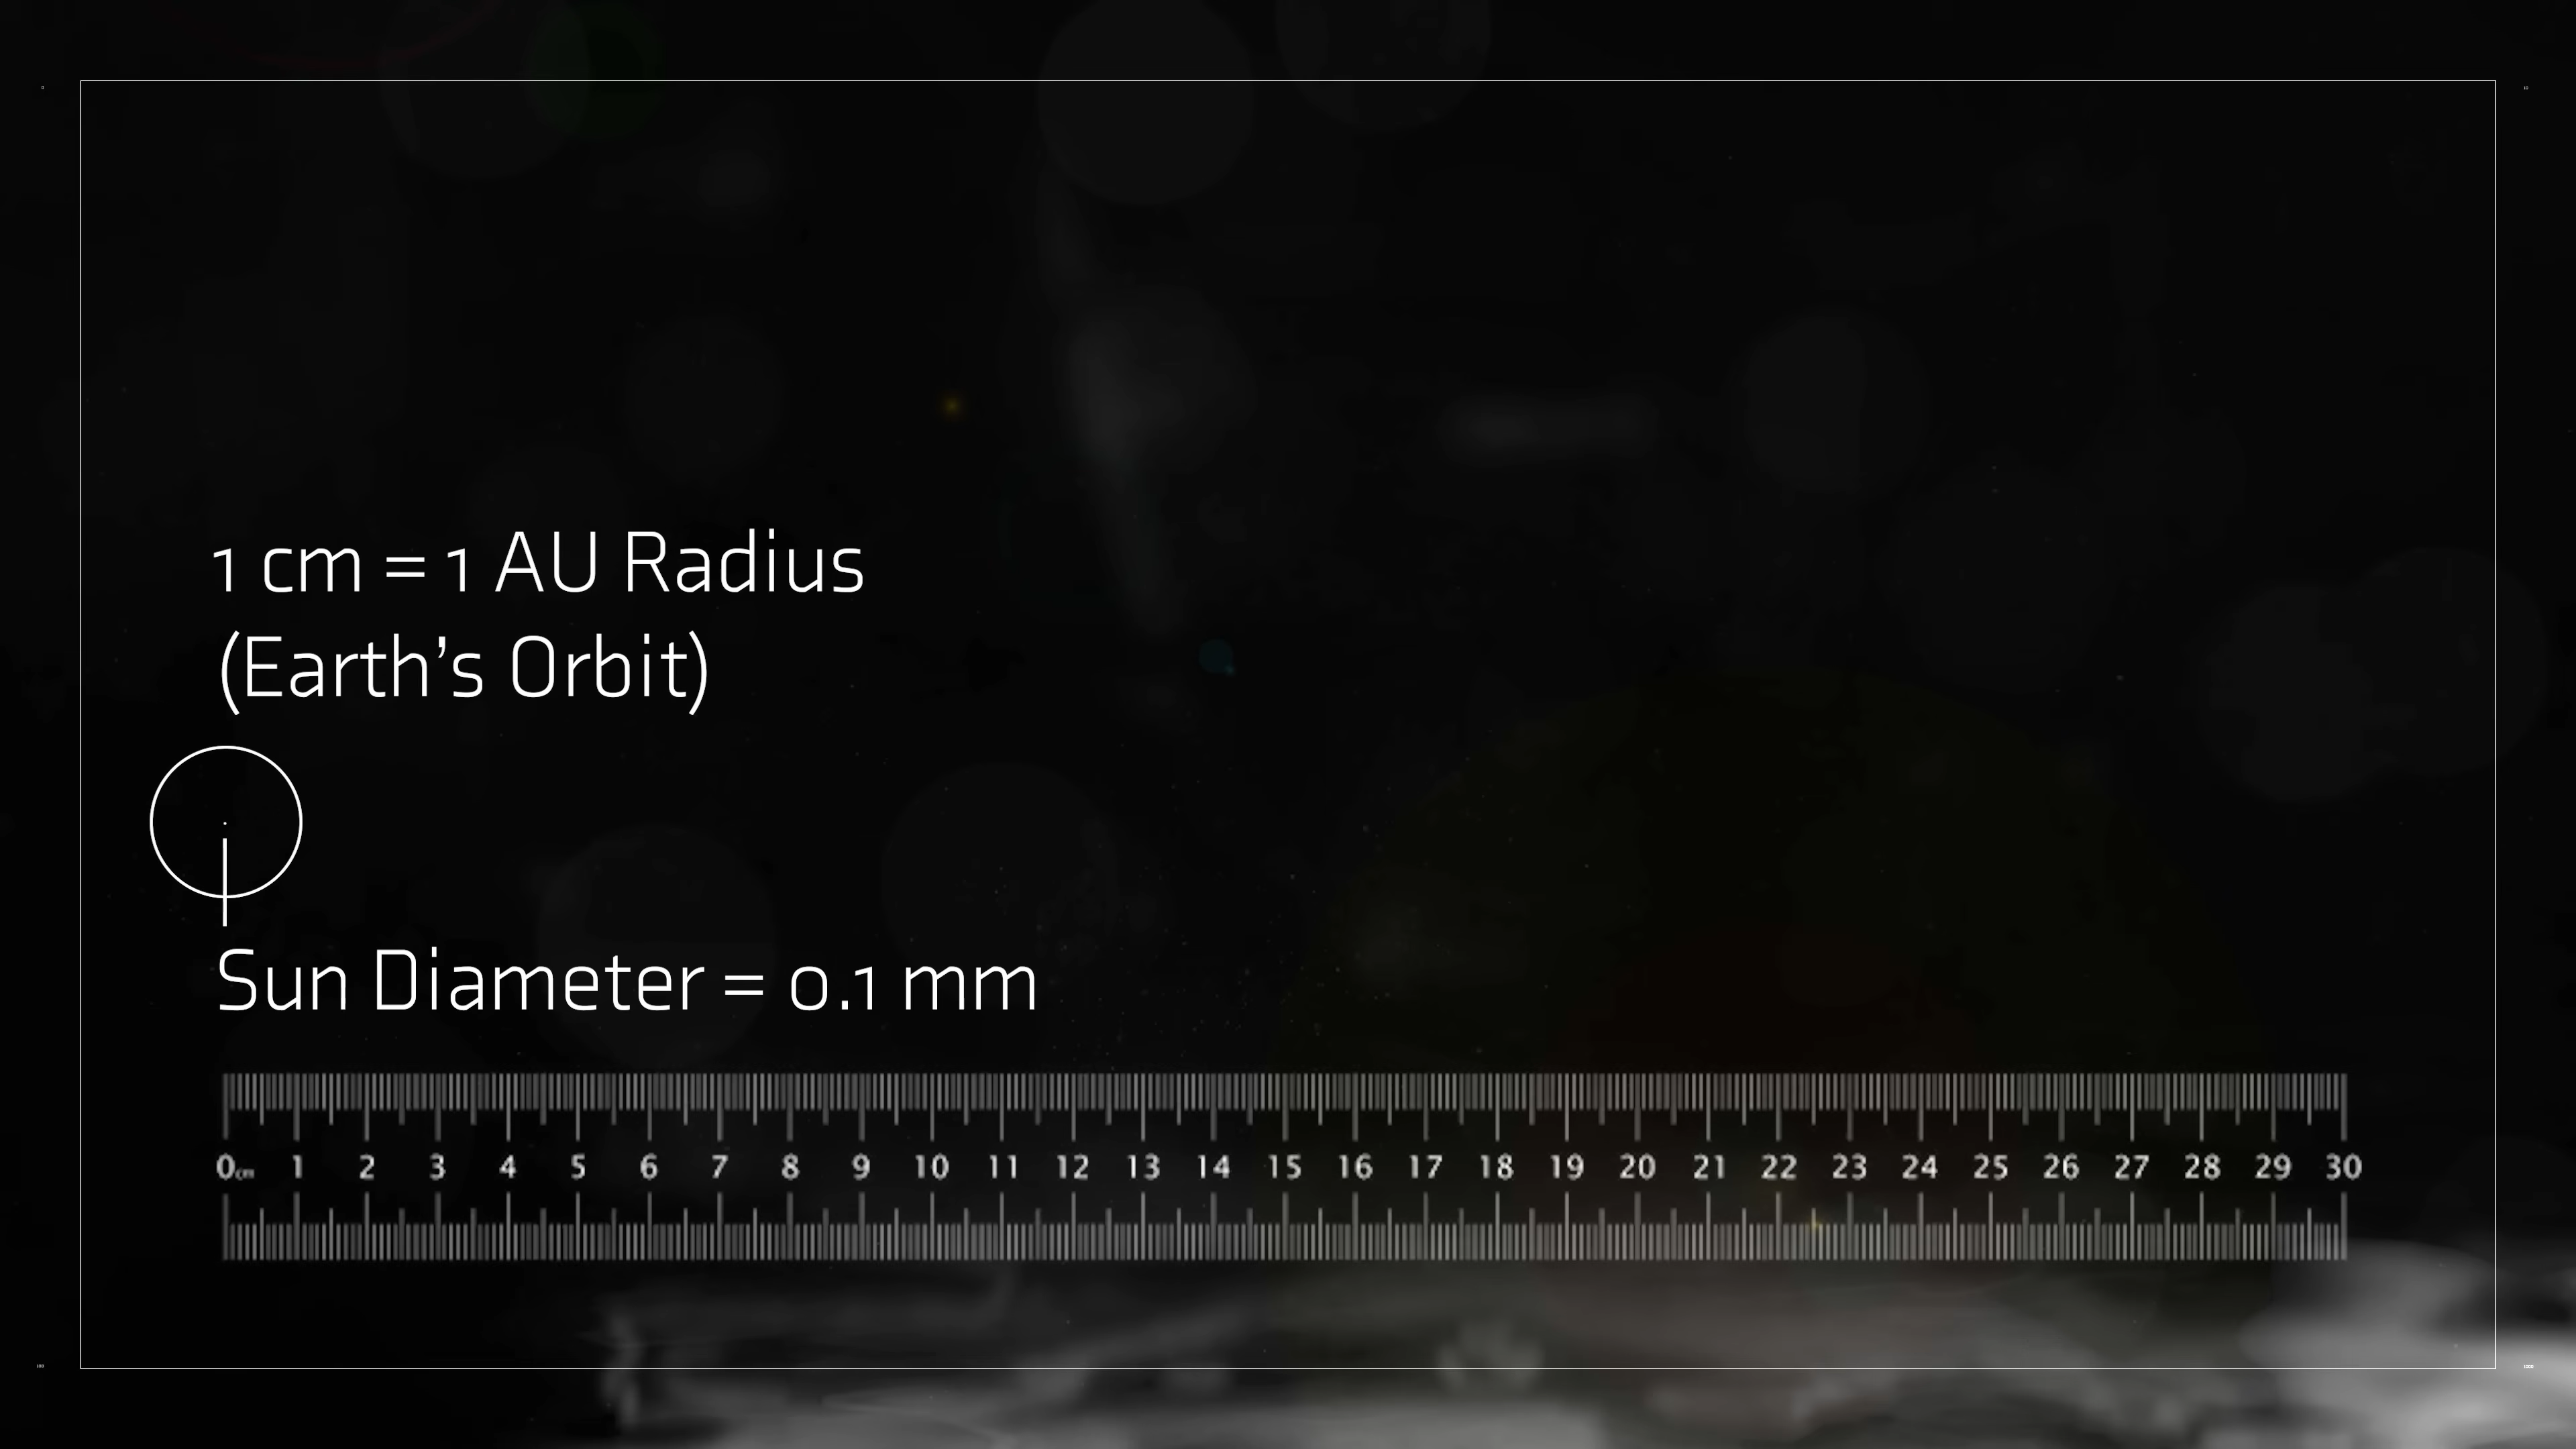 1 cm = 1 AU Radius
(Earth's Orbit)
Sun Diameter = 0.1 mm
0cm 1 2 3 4 5 6 7 8 9 10 11 12 13 14 15 16 17 18 19 20 21 22 23 24 25 26 27 28 29 30